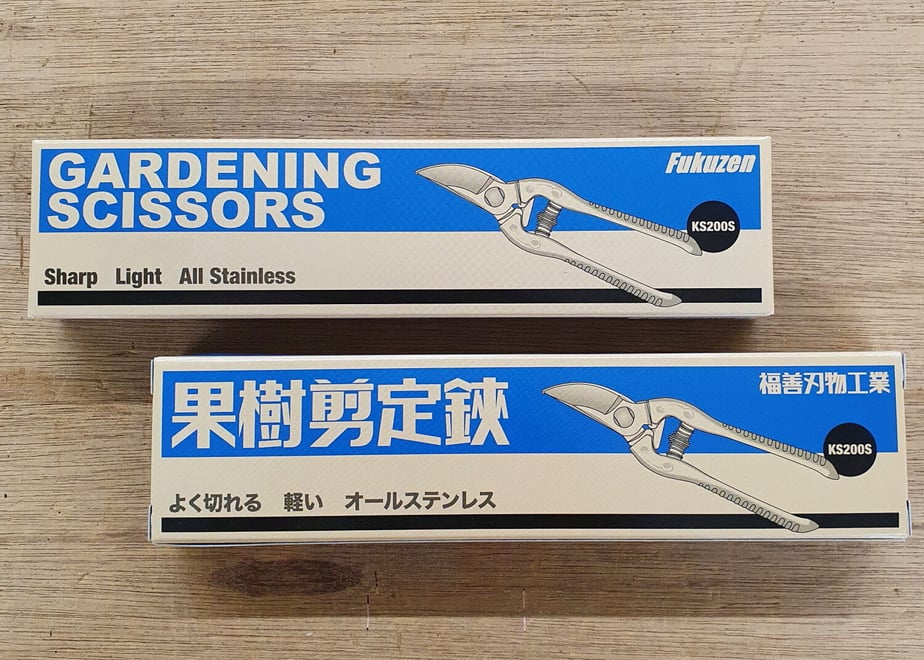 GARDENING
SCISSORS
Fukuzen
KS200S
Sharp Light All Stainless
果樹剪定鋏
福善刃物工業
KS200S
よく切れる 軽い オールステンレス